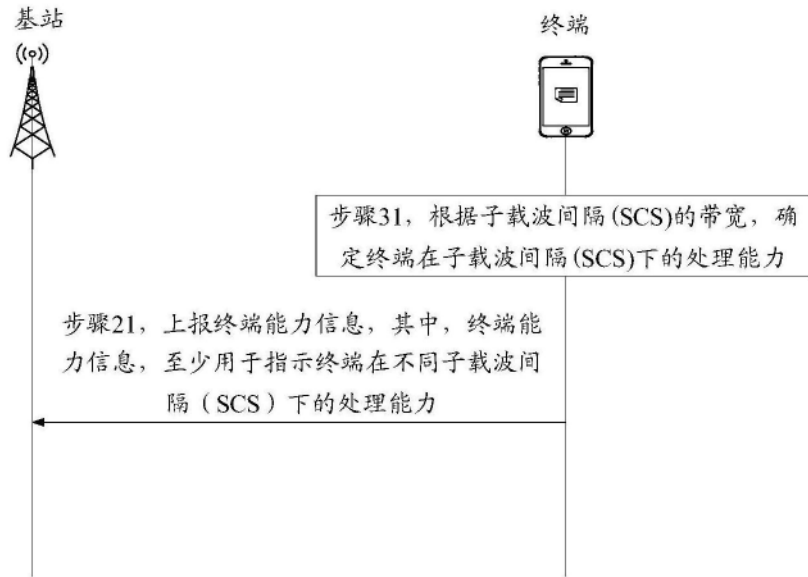 基站
终端
步骤31，根据子载波间隔(SCS)的带宽，确
定终端在子载波间隔(SCS)下的处理能力
步骤21，上报终端能力信息，其中，终端能
力信息，至少用于指示终端在不同子载波间
隔（SCS）下的处理能力